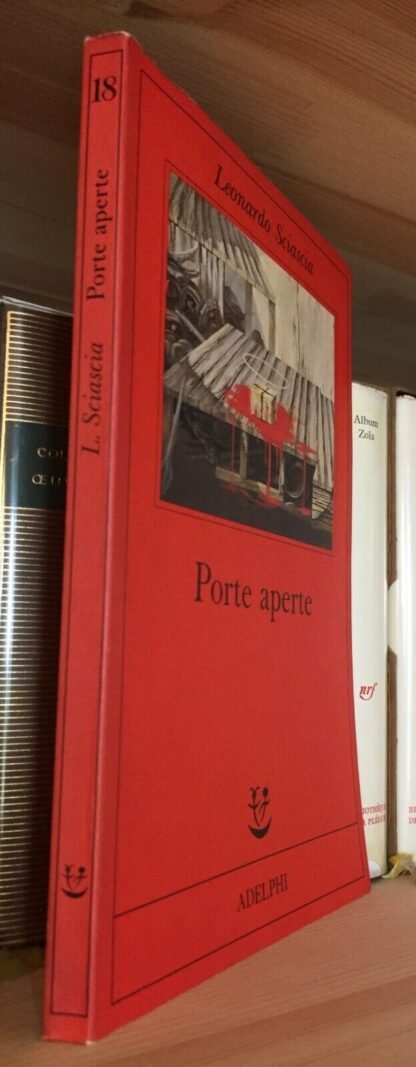 18
L. Sciascia Porte aperte
Leonardo Sciascia
Porte aperte
ADELPHI
Album
Zola
nrf